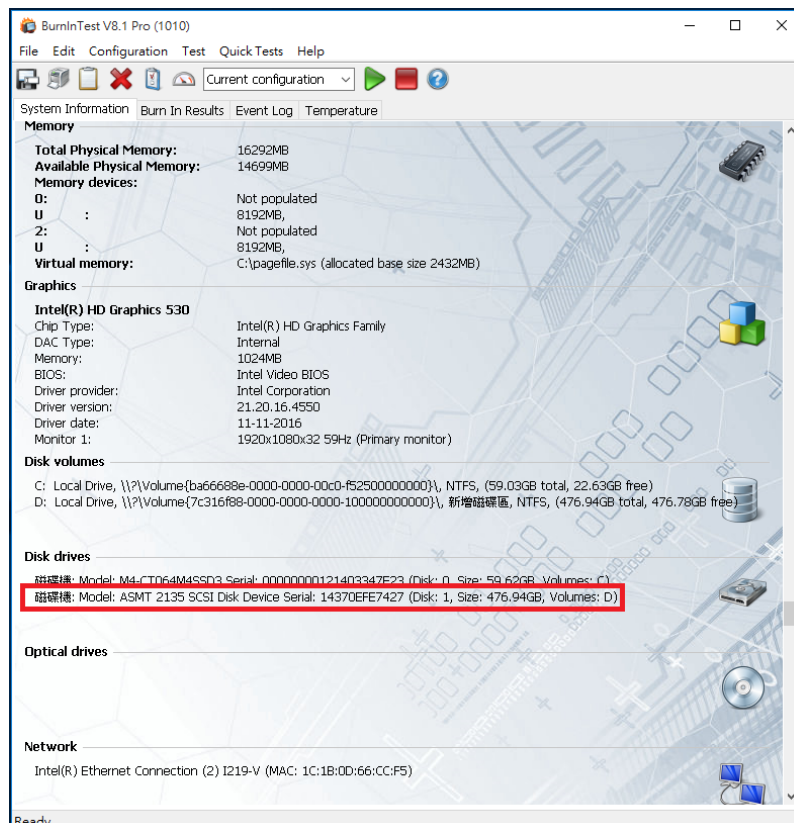 BurnInTest V8.1 Pro (1010)
File Edit Configuration Test QuickTests Help
Current configuration
System Information Burn In Results Event Log Temperature
Memory
Total Physical Memory: 16292MB
Available Physical Memory: 14699MB
Memory devices:
0: Not populated
U : 8192MB,
2: Not populated
U : 8192MB,
Virtual memory: C:\pagefile.sys (allocated base size 2432MB)
Graphics
Intel(R) HD Graphics 530
Chip Type: Intel(R) HD Graphics Family
DAC Type: Internal
Memory: 1024MB
BIOS: Intel Video BIOS
Driver provider: Intel Corporation
Driver version: 21.20.16.4550
Driver date: 11-11-2016
Monitor 1: 1920x1080x32 59Hz (Primary monitor)
Disk volumes
C: Local Drive, \\?\Volume{ba66688e-0000-0000-00c0-f52500000000}\, NTFS, (59.03GB total, 22.63GB free)
D: Local Drive, \\?\Volume{7c316f88-0000-0000-0000-100000000000}\, 新增磁碟區, NTFS, (476.94GB total, 476.78GB free)
Disk drives
磁碟機: Model: M4-CT064M4SSD3 Serial: 00000000121403347E23 (Disk: 0, Size: 59.62GB, Volumes: C)
磁碟機: Model: ASMT 2135 SCSI Disk Device Serial: 14370EFE7427 (Disk: 1, Size: 476.94GB, Volumes: D)
Optical drives
Network
Intel(R) Ethernet Connection (2) I219-V (MAC: 1C:1B:0D:66:CC:F5)
Ready